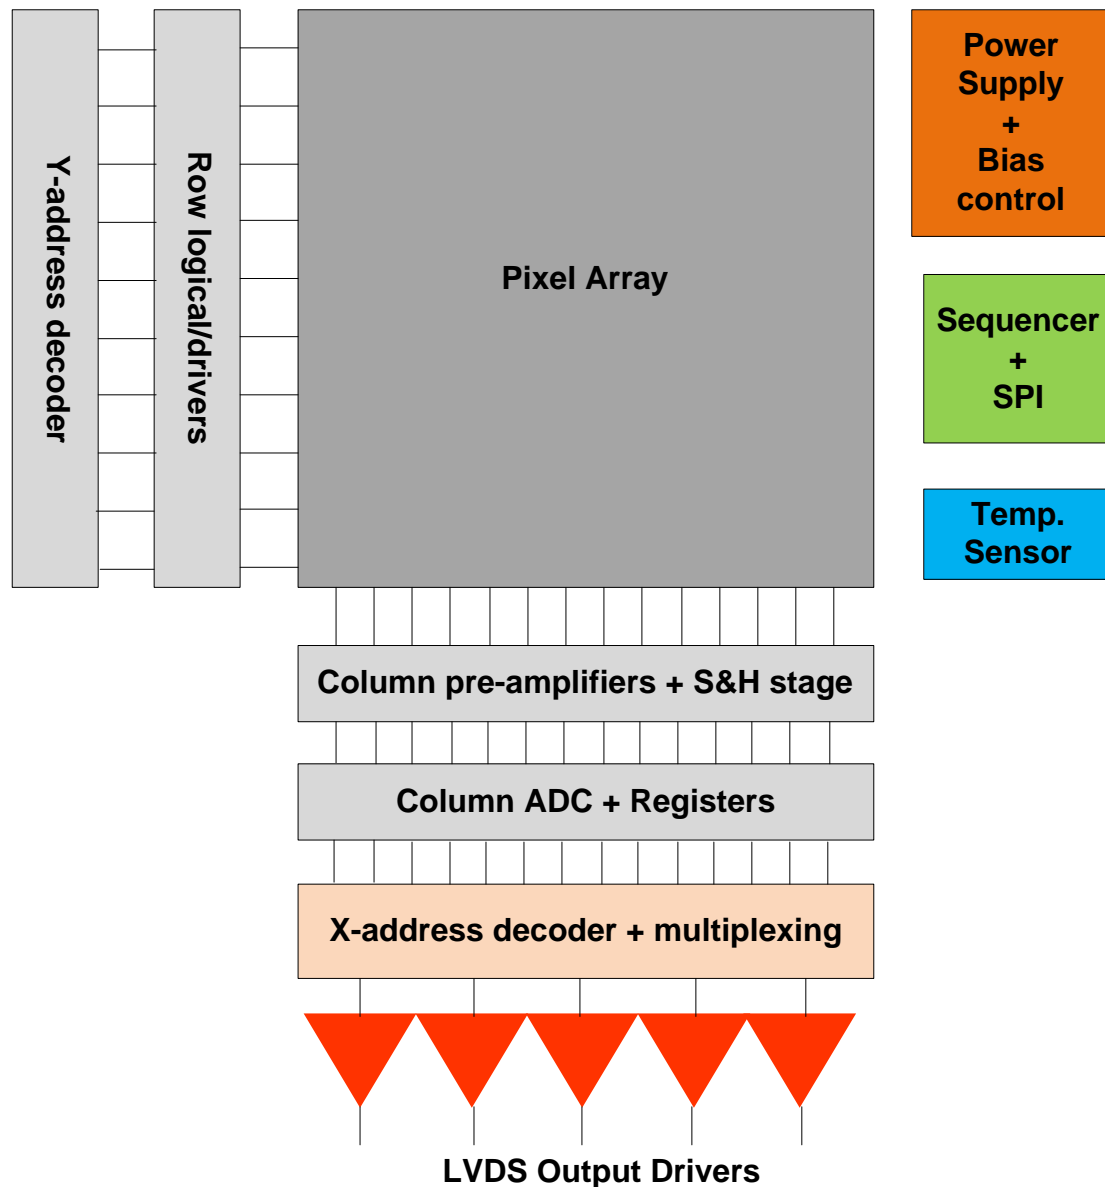 Y-address decoder
Row logical/drivers
Pixel Array
Power
Supply
+
Bias
control
Sequencer
+
SPI
Temp.
Sensor
Column pre-amplifiers + S&H stage
Column ADC + Registers
X-address decoder + multiplexing
LVDS Output Drivers